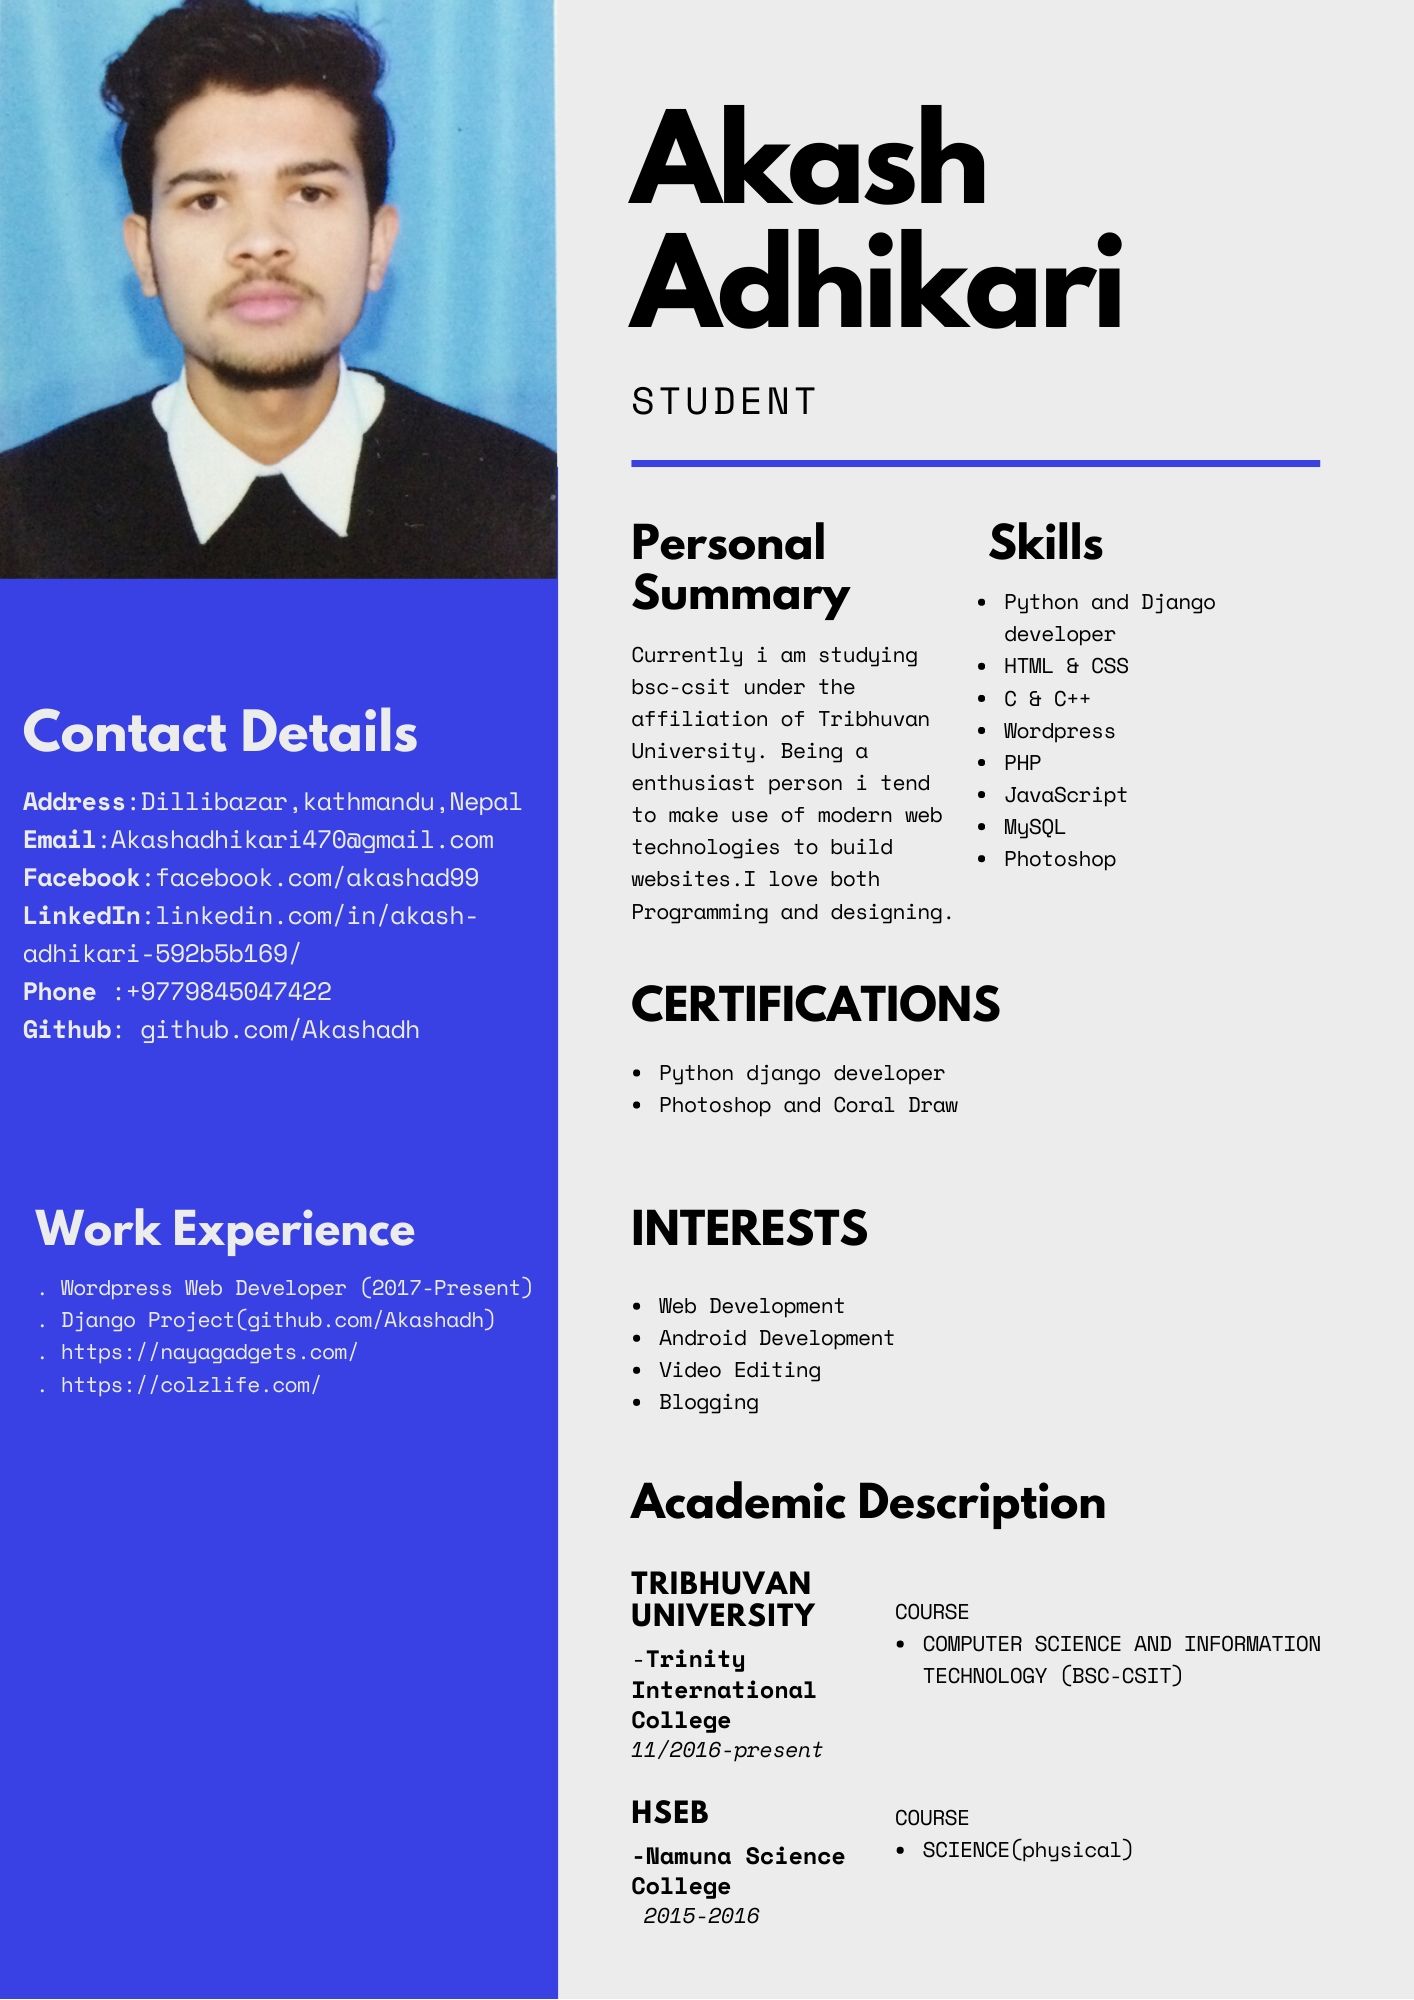 Akash
Adhikari
STUDENT
Contact Details
Address:Dillibazar,kathmandu,Nepal
Email:Akashadhikari470@gmail.com
Facebook:facebook.com/akashad99
LinkedIn:linkedin.com/in/akash-
adhikari-592b5b169/
Phone :+9779845047422
Github: github.com/Akashadh
Work Experience
. Wordpress Web Developer (2017-Present)
. Django Project(github.com/Akashadh)
. https://nayagadgets.com/
. https://colzlife.com/
Personal
Summary
Currently i am studying
bsc-csit under the
affiliation of Tribhuvan
University. Being a
enthusiast person i tend
to make use of modern web
technologies to build
websites.I love both
Programming and designing.
Skills
• Python and Django
developer
• HTML & CSS
• C & C++
• Wordpress
• PHP
• JavaScript
• MySQL
• Photoshop
CERTIFICATIONS
• Python django developer
• Photoshop and Coral Draw
INTERESTS
• Web Development
• Android Development
• Video Editing
• Blogging
Academic Description
TRIBHUVAN
UNIVERSITY
-Trinity
International
College
11/2016-present
COURSE
• COMPUTER SCIENCE AND INFORMATION
TECHNOLOGY (BSC-CSIT)
HSEB
-Namuna Science
College
2015-2016
COURSE
• SCIENCE(physical)